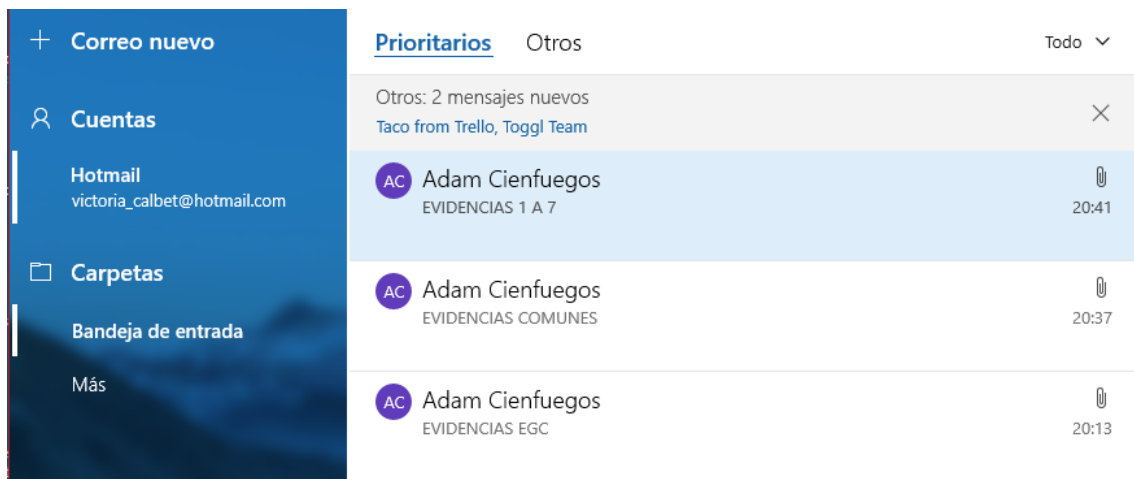 Correo nuevo
Cuentas
Hotmail
victoria_calbet@hotmail.com
Carpetas
Bandeja de entrada
Más
Prioritarios Otros Todo
Otros: 2 mensajes nuevos
Taco from Trello, Toggl Team
AC Adam Cienfuegos
EVIDENCIAS 1 A 7 20:41
AC Adam Cienfuegos
EVIDENCIAS COMUNES 20:37
AC Adam Cienfuegos
EVIDENCIAS EGC 20:13